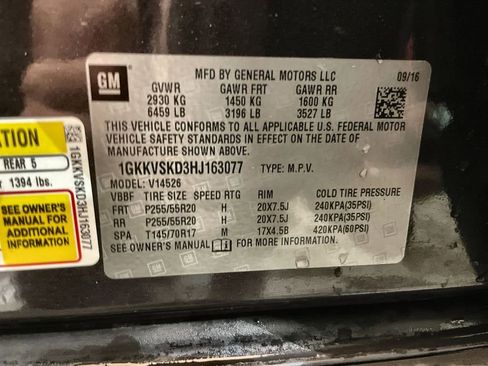 GM
MFD BY GENERAL MOTORS LLC
09/16
GVWR GAWR FRT GAWR RR
2930 KG 1450 KG 1600 KG
6459 LB 3196 LB 3527 LB
THIS VEHICLE CONFORMS TO ALL APPLICABLE U.S. FEDERAL MOTOR
VEHICLE SAFETY STANDARDS IN EFFECT ON THE DATE OF
MANUFACTURE SHOWN ABOVE.
1GKKVSKD3HJ163077 TYPE: M.P.V.
MODEL: V14526
VBBF TIRE SIZE SPEED RTG RIM COLD TIRE PRESSURE
FRT P255/55R20 H 20X7.5J 240KPA(35PSI)
RR P255/55R20 H 20X7.5J 240KPA(35PSI)
SPA T145/70R17 M 17X4.5B 420KPA(60PSI)
SEE OWNER'S MANUAL FOR MORE INFORMATION.
ATION
REAR 5
1394 lbs.
SEE OWNER'S
MANUAL FOR
ADDITIONAL
INFORMATION
1GKKVSKD3HJ163077